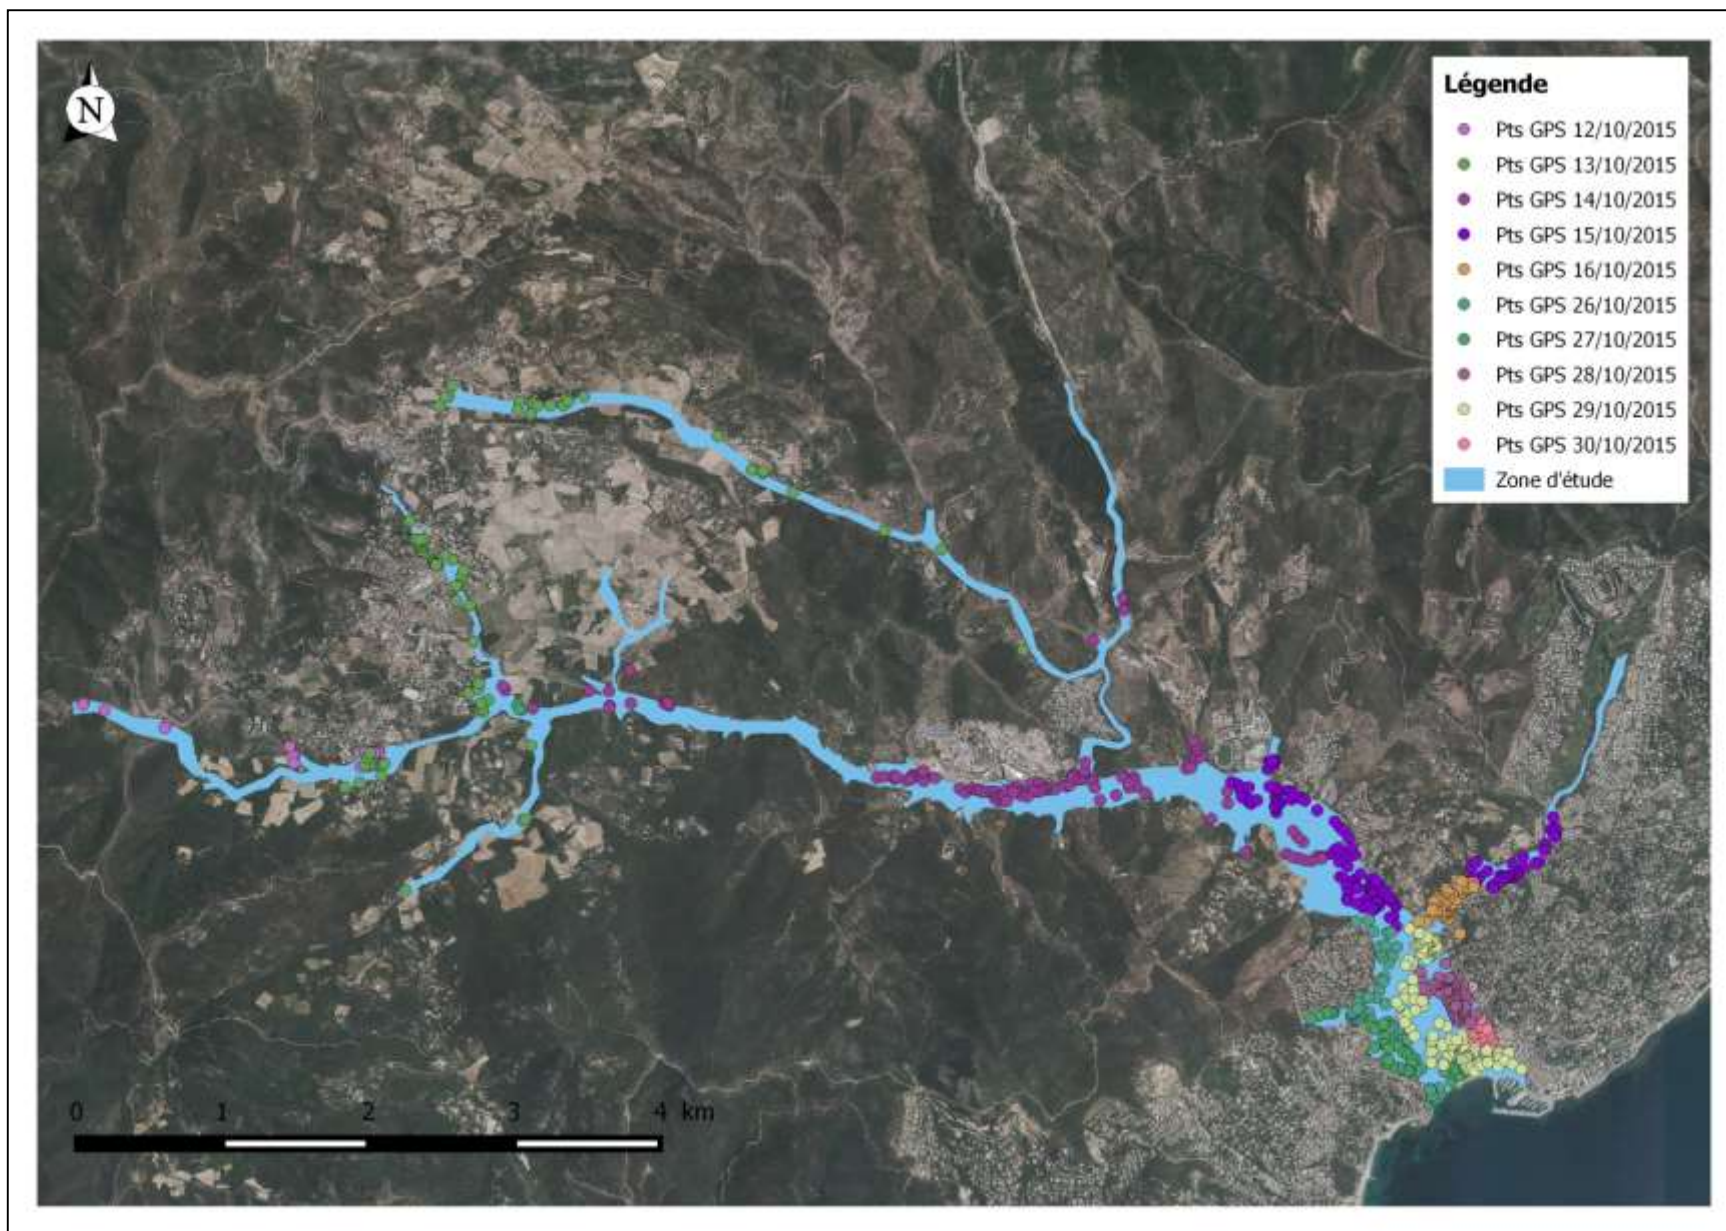 N
Légende
Pts GPS 12/10/2015
Pts GPS 13/10/2015
Pts GPS 14/10/2015
Pts GPS 15/10/2015
Pts GPS 16/10/2015
Pts GPS 26/10/2015
Pts GPS 27/10/2015
Pts GPS 28/10/2015
Pts GPS 29/10/2015
Pts GPS 30/10/2015
Zone d'étude
0 1 2 3 4 km